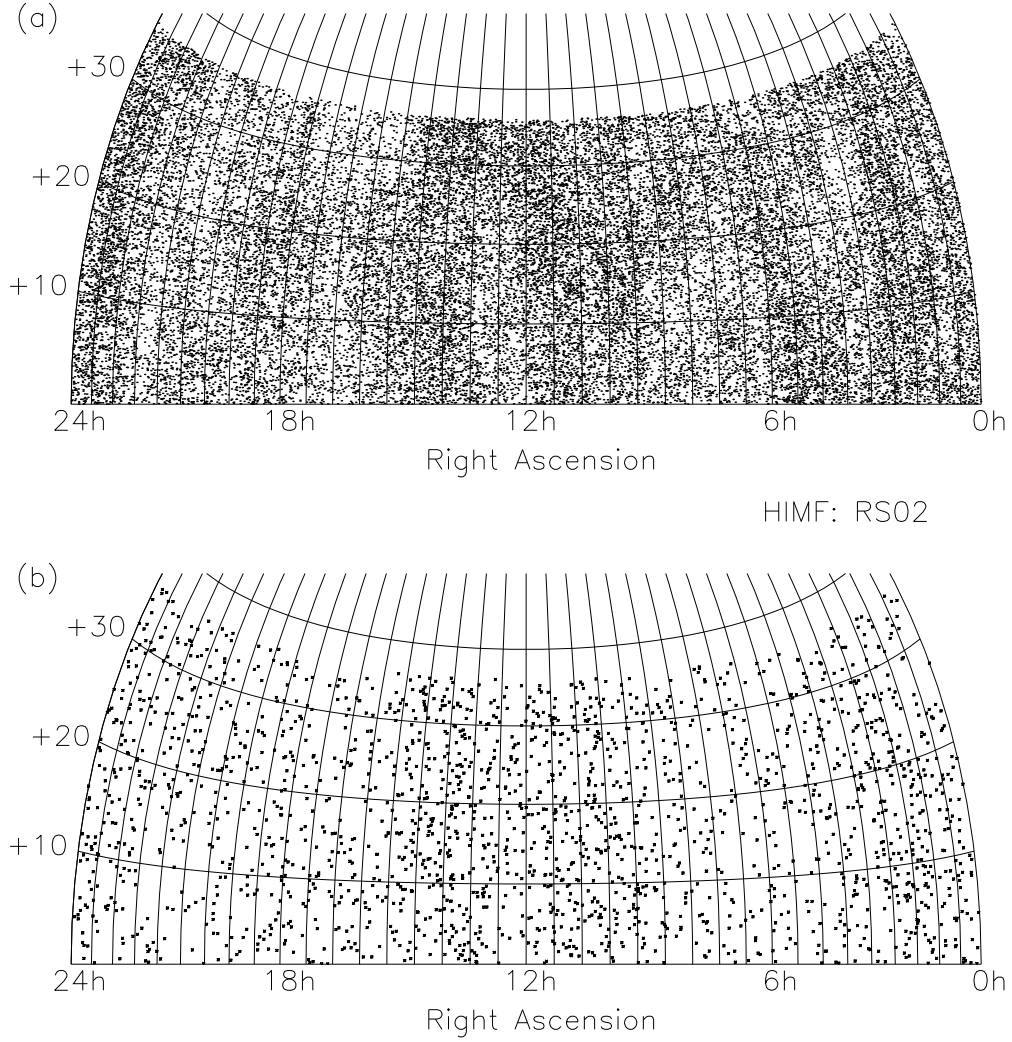 (a)
+30
+20
+10
24h 18h 12h 6h 0h
Right Ascension
HIMF: RS02
(b)
+30
+20
+10
24h 18h 12h 6h 0h
Right Ascension